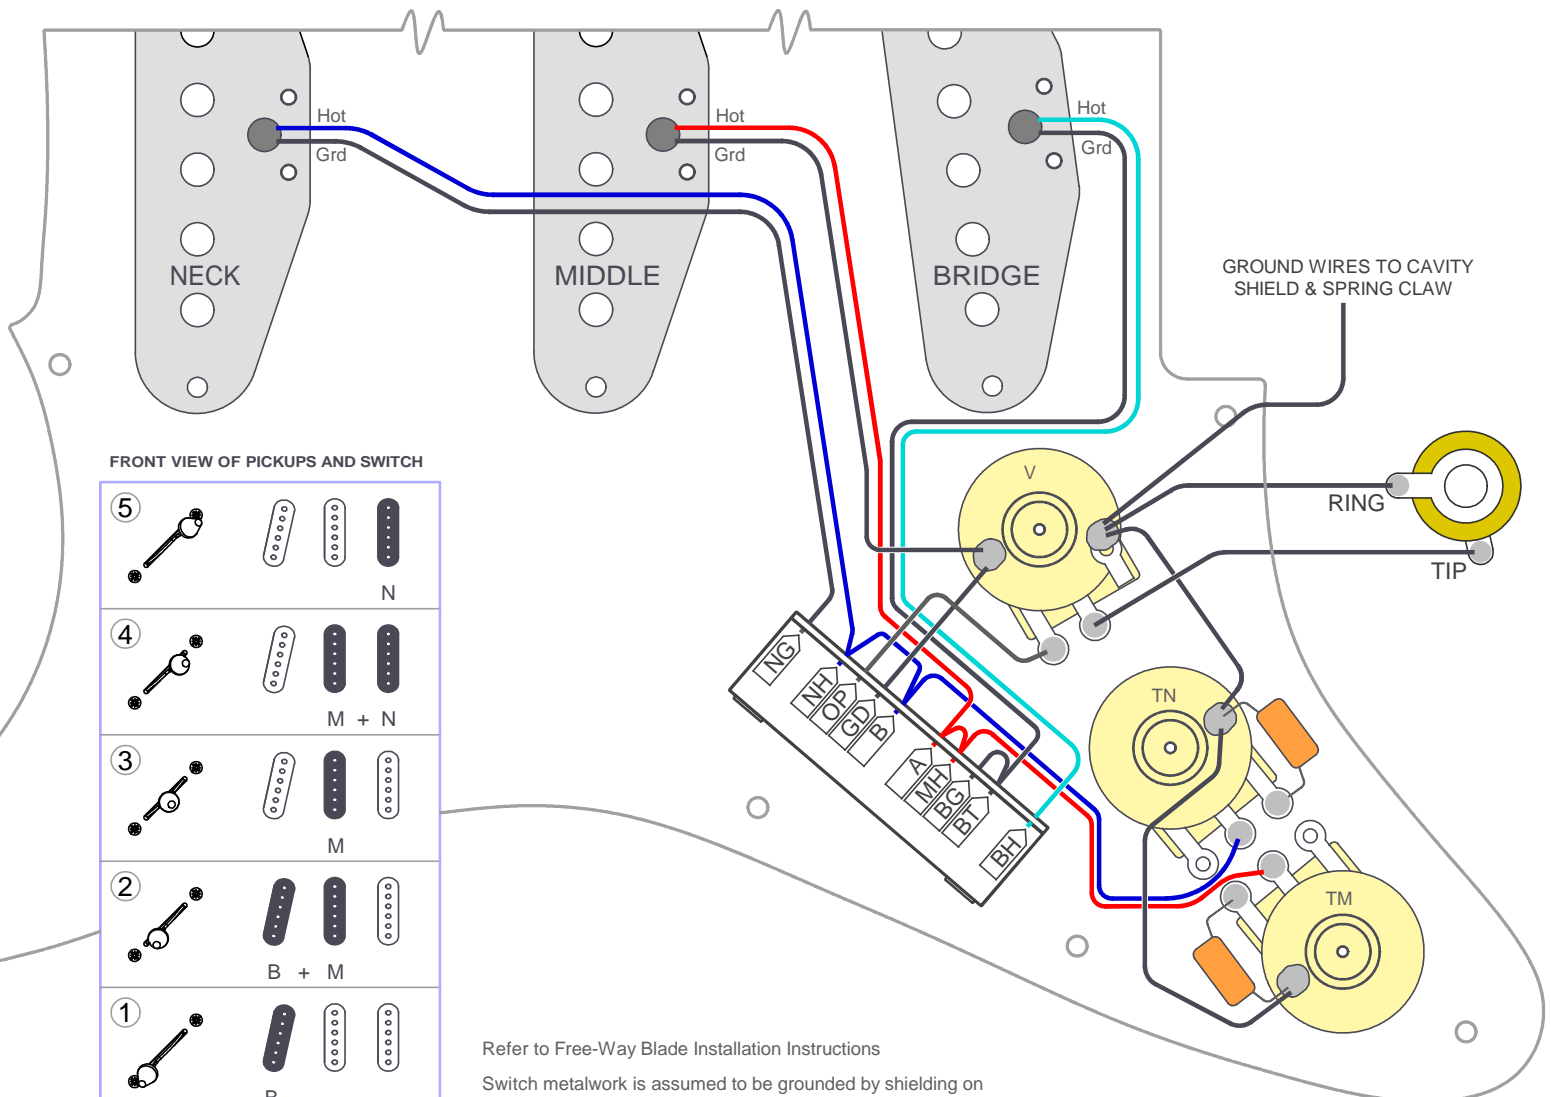 Hot
Grd
Hot
Grd
Hot
Grd
NECK
MIDDLE
BRIDGE
GROUND WIRES TO CAVITY
SHIELD & SPRING CLAW
FRONT VIEW OF PICKUPS AND SWITCH
5
N
4
M + N
3
M
2
B + M
1
V
RING
TIP
NG
NH
OP
GD
B
A
MH
BG
BT
BH
TN
TM
Refer to Free-Way Blade Installation Instructions
Switch metalwork is assumed to be grounded by shielding on